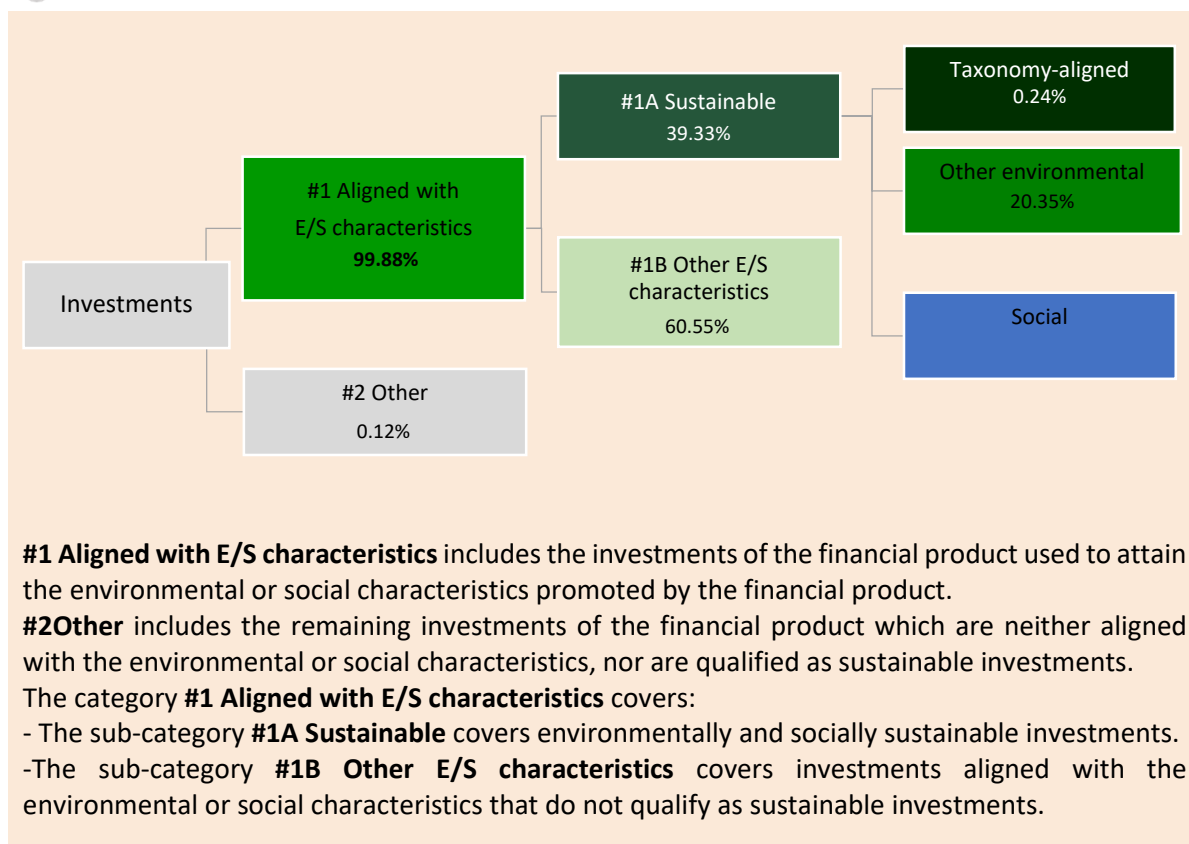 Investments
#1 Aligned with
E/S characteristics
99.88%
#2 Other
0.12%
#1A Sustainable
39.33%
#1B Other E/S
characteristics
60.55%
Taxonomy-aligned
0.24%
Other environmental
20.35%
Social
#1 Aligned with E/S characteristics includes the investments of the financial product used to attain
the environmental or social characteristics promoted by the financial product.
#2Other includes the remaining investments of the financial product which are neither aligned
with the environmental or social characteristics, nor are qualified as sustainable investments.
The category #1 Aligned with E/S characteristics covers:
- The sub-category #1A Sustainable covers environmentally and socially sustainable investments.
-The sub-category #1B Other E/S characteristics covers investments aligned with the
environmental or social characteristics that do not qualify as sustainable investments.